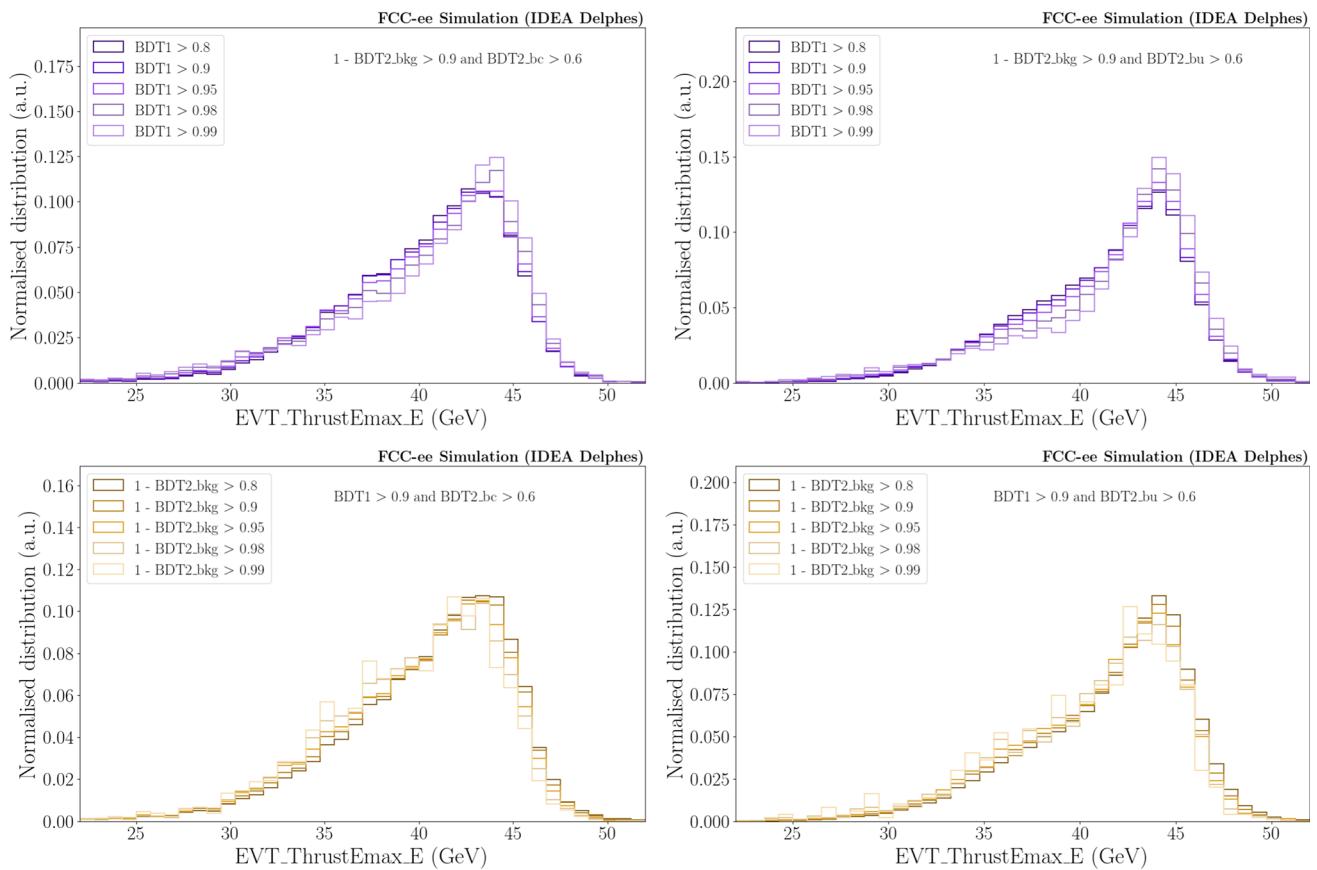 FCC-ee Simulation (IDEA Delphes)
BDT1 > 0.8
BDT1 > 0.9
BDT1 > 0.95
BDT1 > 0.98
BDT1 > 0.99
1 - BDT2_bkg > 0.9 and BDT2_bc > 0.6
Normalised distribution (a.u.)
0.175
0.150
0.125
0.100
0.075
0.050
0.025
0.000
25 30 35 40 45 50
EVT_ThrustEmax_E (GeV)
FCC-ee Simulation (IDEA Delphes)
BDT1 > 0.8
BDT1 > 0.9
BDT1 > 0.95
BDT1 > 0.98
BDT1 > 0.99
1 - BDT2_bkg > 0.9 and BDT2_bu > 0.6
Normalised distribution (a.u.)
0.20
0.15
0.10
0.05
0.00
25 30 35 40 45 50
EVT_ThrustEmax_E (GeV)
FCC-ee Simulation (IDEA Delphes)
1 - BDT2_bkg > 0.8
1 - BDT2_bkg > 0.9
1 - BDT2_bkg > 0.95
1 - BDT2_bkg > 0.98
1 - BDT2_bkg > 0.99
BDT1 > 0.9 and BDT2_bc > 0.6
Normalised distribution (a.u.)
0.16
0.14
0.12
0.10
0.08
0.06
0.04
0.02
0.00
25 30 35 40 45 50
EVT_ThrustEmax_E (GeV)
FCC-ee Simulation (IDEA Delphes)
1 - BDT2_bkg > 0.8
1 - BDT2_bkg > 0.9
1 - BDT2_bkg > 0.95
1 - BDT2_bkg > 0.98
1 - BDT2_bkg > 0.99
BDT1 > 0.9 and BDT2_bu > 0.6
Normalised distribution (a.u.)
0.200
0.175
0.150
0.125
0.100
0.075
0.050
0.025
0.000
25 30 35 40 45 50
EVT_ThrustEmax_E (GeV)